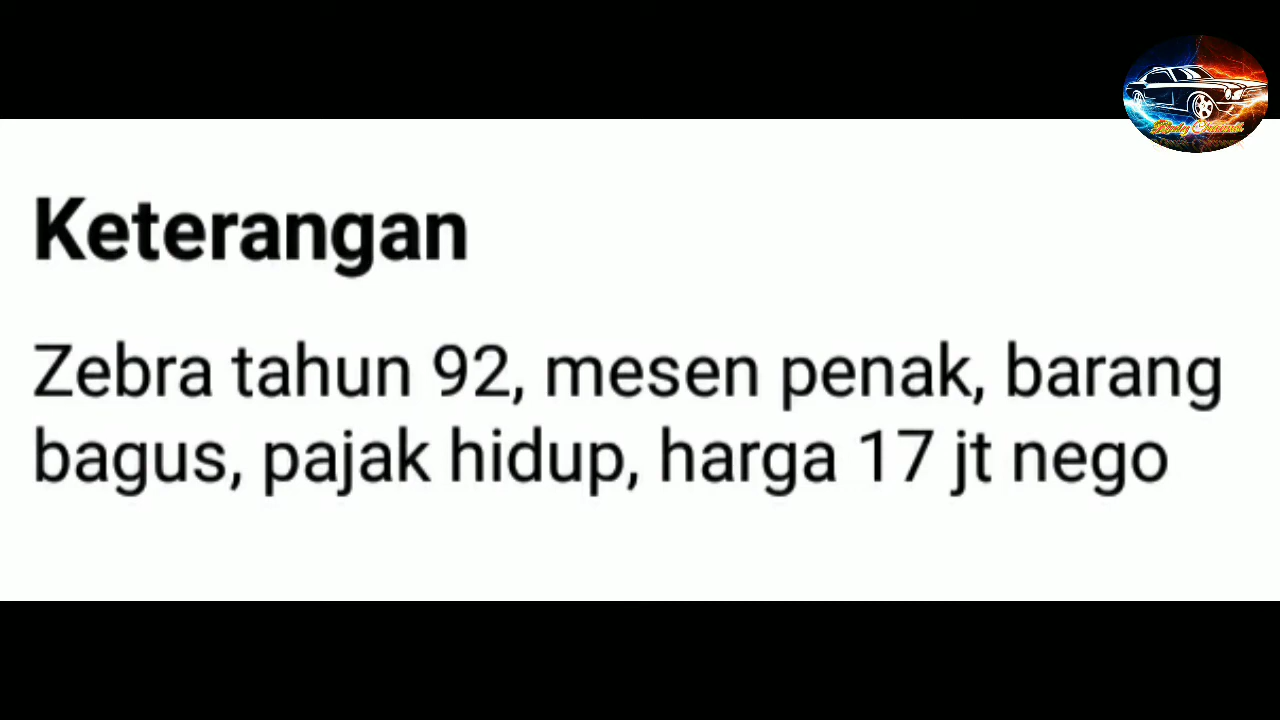 Keterangan
Zebra tahun 92, mesen penak, barang
bagus, pajak hidup, harga 17 jt nego